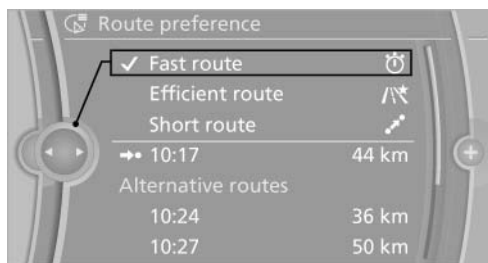 Route preference
Fast route
Efficient route
Short route
10:17 44 km
Alternative routes
10:24 36 km
10:27 50 km